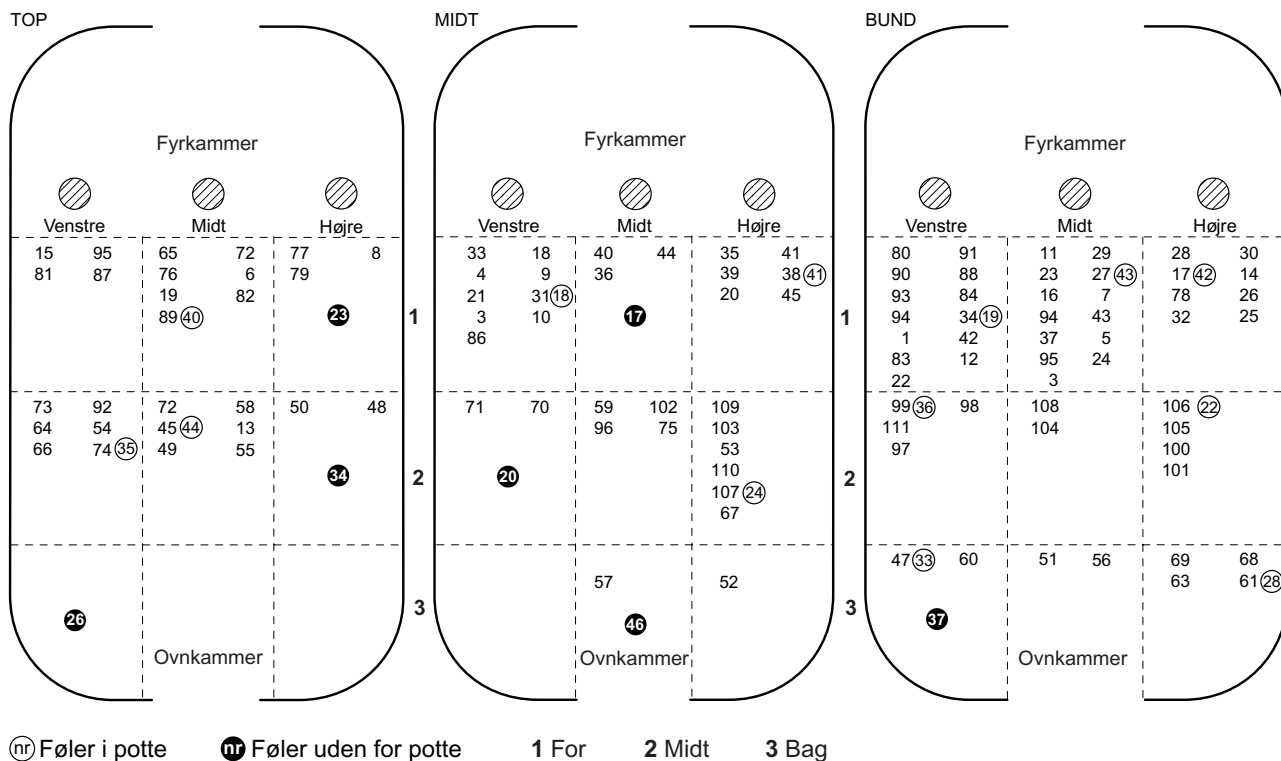 TOP MIDT BUND
Fyrkammer Fyrkammer Fyrkammer
Venstre Midt Højre Venstre Midt Højre Venstre Midt Højre
15 95 65 72 77 8 33 18 40 44 35 41 80 91 11 29 28 30
81 87 76 6 79 4 9 36 39 38 41 90 88 23 27 43 17 42 14
19 82 21 31 18 20 45 93 84 16 7 78 26
89 40 23 1 3 10 17 1 94 34 19 94 43 32 25
86 1 42 37 5
83 12 95 24
22 3
73 92 72 58 50 48 71 70 59 102 109 99 36 98 108 106 22
64 54 45 44 13 96 75 103 111 104 105
66 74 35 49 55 53 97 100
34 2 20 110 2 101
107 24
67
47 33 60 51 56 69 68
57 52 63 61 28
26 3 46 3 37
Ovnkammer Ovnkammer Ovnkammer
nr Føler i potte nr Føler uden for potte 1 For 2 Midt 3 Bag